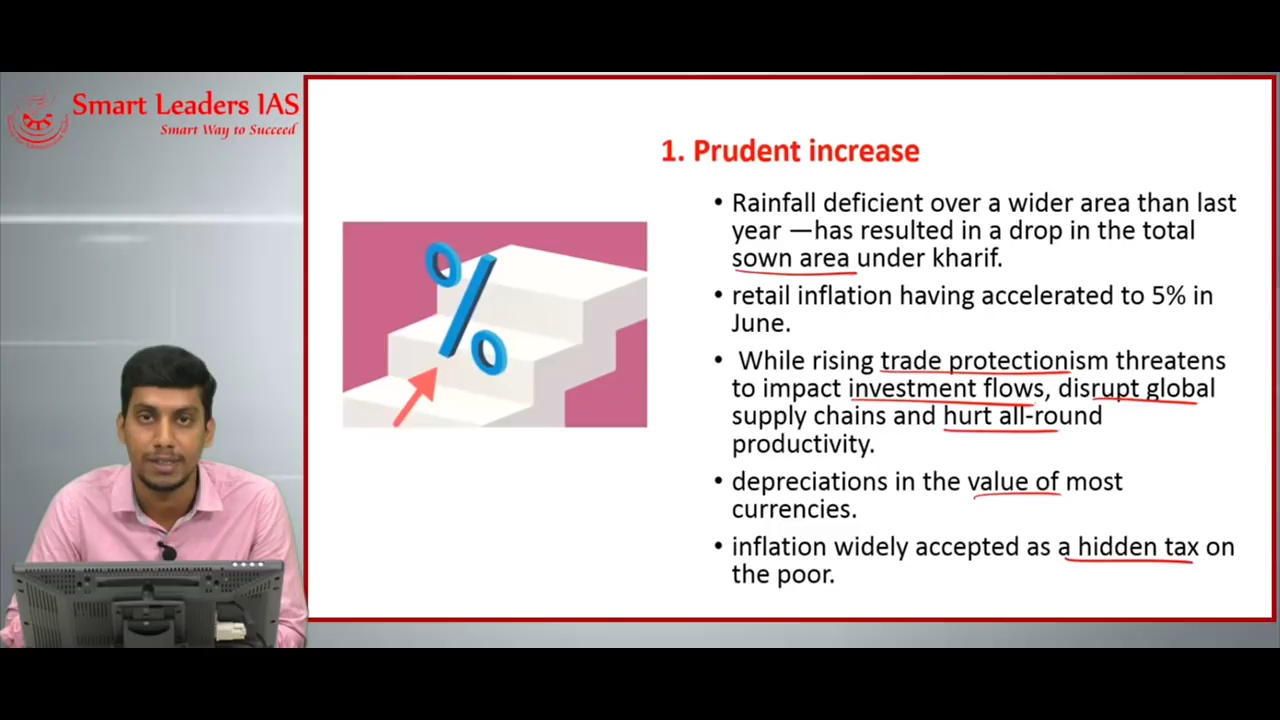 Smart Leaders IAS
Smart Way to Succeed
1. Prudent increase
• Rainfall deficient over a wider area than last
year —has resulted in a drop in the total
sown area under kharif.
• retail inflation having accelerated to 5% in
June.
• While rising trade protectionism threatens
to impact investment flows, disrupt global
supply chains and hurt all-round
productivity.
• depreciations in the value of most
currencies.
• inflation widely accepted as a hidden tax on
the poor.